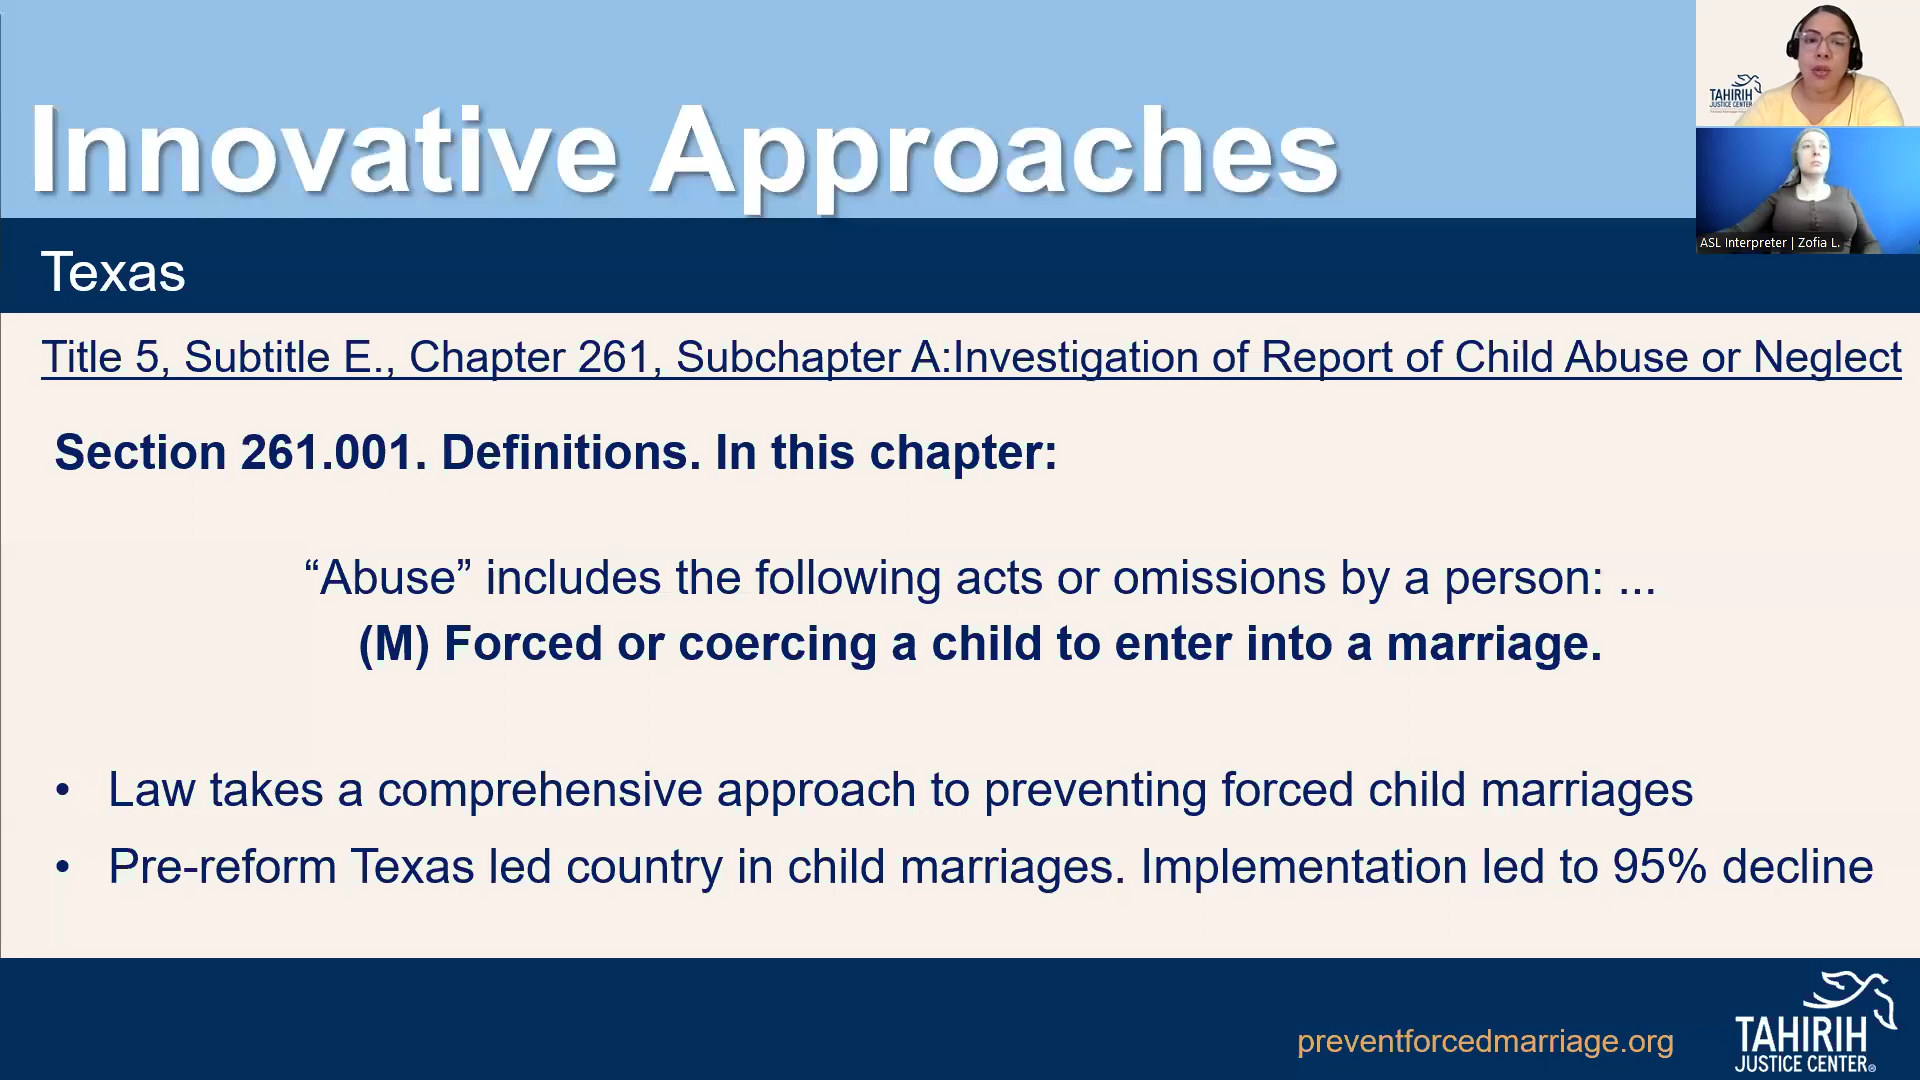 Innovative Approaches
TAHIRIH
JUSTICE CENTER
ASL Interpreter | Zofia L.
Texas
Title 5, Subtitle E., Chapter 261, Subchapter A:Investigation of Report of Child Abuse or Neglect
Section 261.001. Definitions. In this chapter:
“Abuse” includes the following acts or omissions by a person: ...
(M) Forced or coercing a child to enter into a marriage.
• Law takes a comprehensive approach to preventing forced child marriages
• Pre-reform Texas led country in child marriages. Implementation led to 95% decline
preventforcedmarriage.org
TAHIRIH
JUSTICE CENTER®